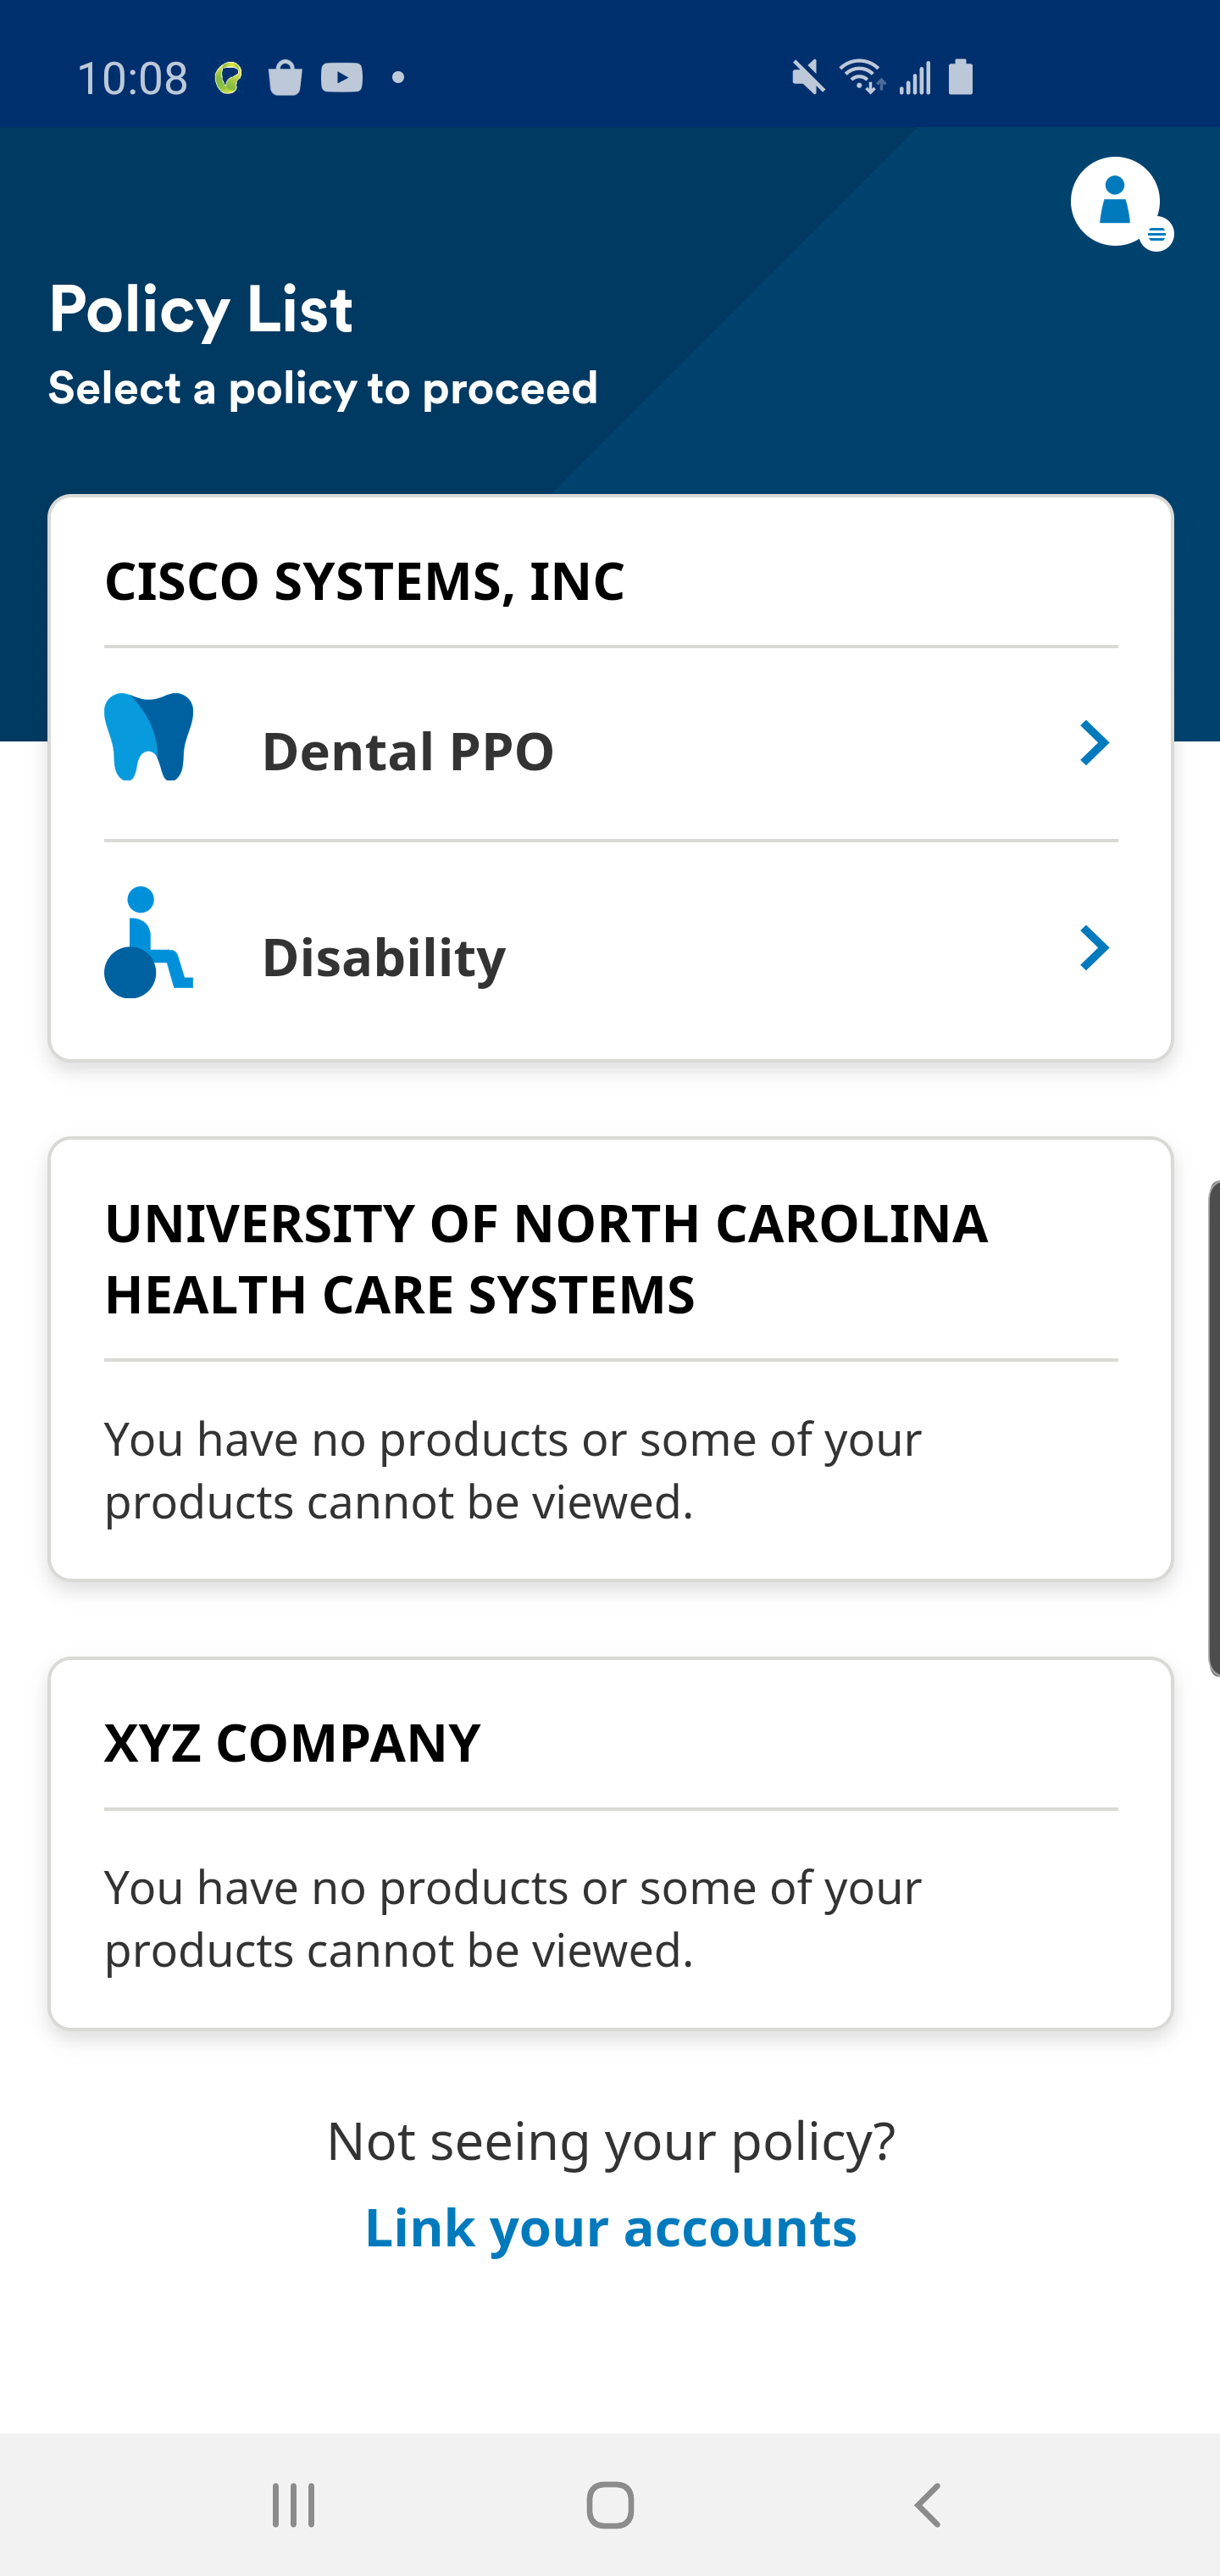 10:08
Policy List
Select a policy to proceed
CISCO SYSTEMS, INC
Dental PPO
Disability
UNIVERSITY OF NORTH CAROLINA
HEALTH CARE SYSTEMS
You have no products or some of your
products cannot be viewed.
XYZ COMPANY
You have no products or some of your
products cannot be viewed.
Not seeing your policy?
Link your accounts